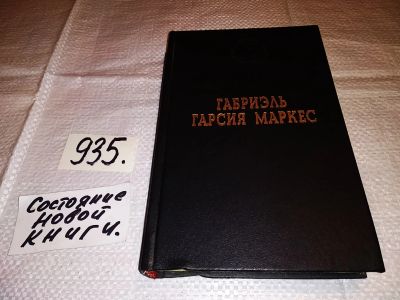 ГАБРИЭЛЬ
ГАРСИЯ МАРКЕС
935.
Состояние
новой
книги.